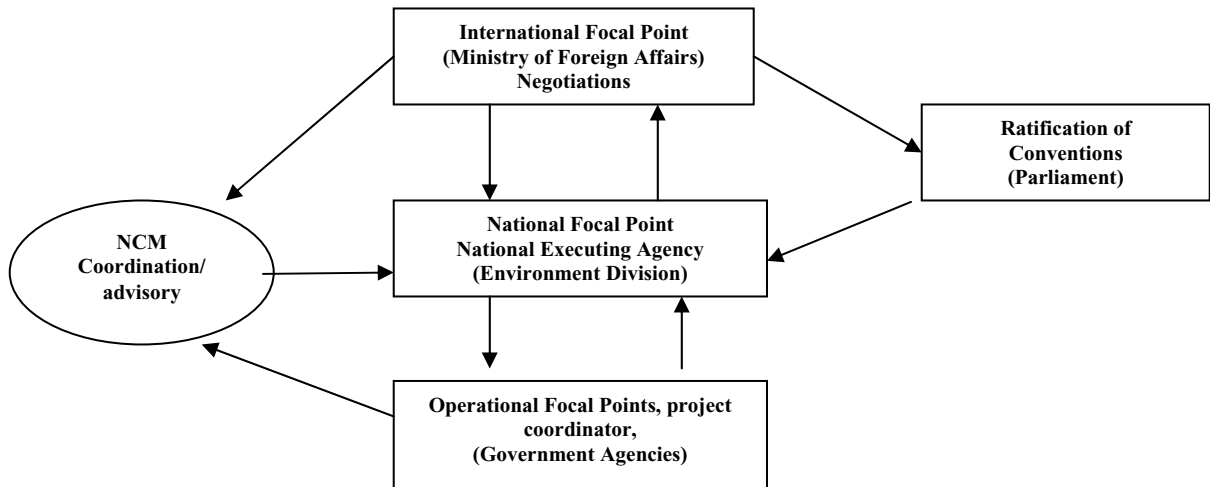 International Focal Point
(Ministry of Foreign Affairs)
Negotiations
Ratification of
Conventions
(Parliament)
NCM
Coordination/
advisory
National Focal Point
National Executing Agency
(Environment Division)
Operational Focal Points, project
coordinator,
(Government Agencies)